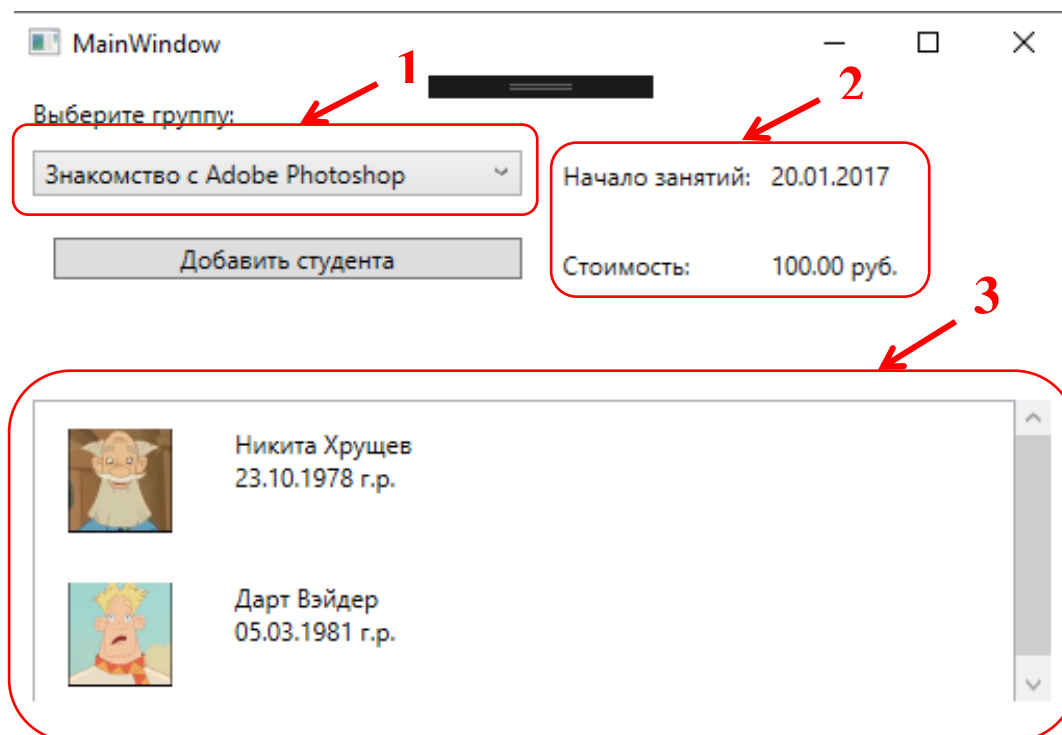 MainWindow
1
2
Выберите группу:
Знакомство с Adobe Photoshop
Начало занятий: 20.01.2017
Добавить студента
Стоимость: 100.00 руб.
3
Никита Хрущев
23.10.1978 г.р.
Дарт Вэйдер
05.03.1981 г.р.